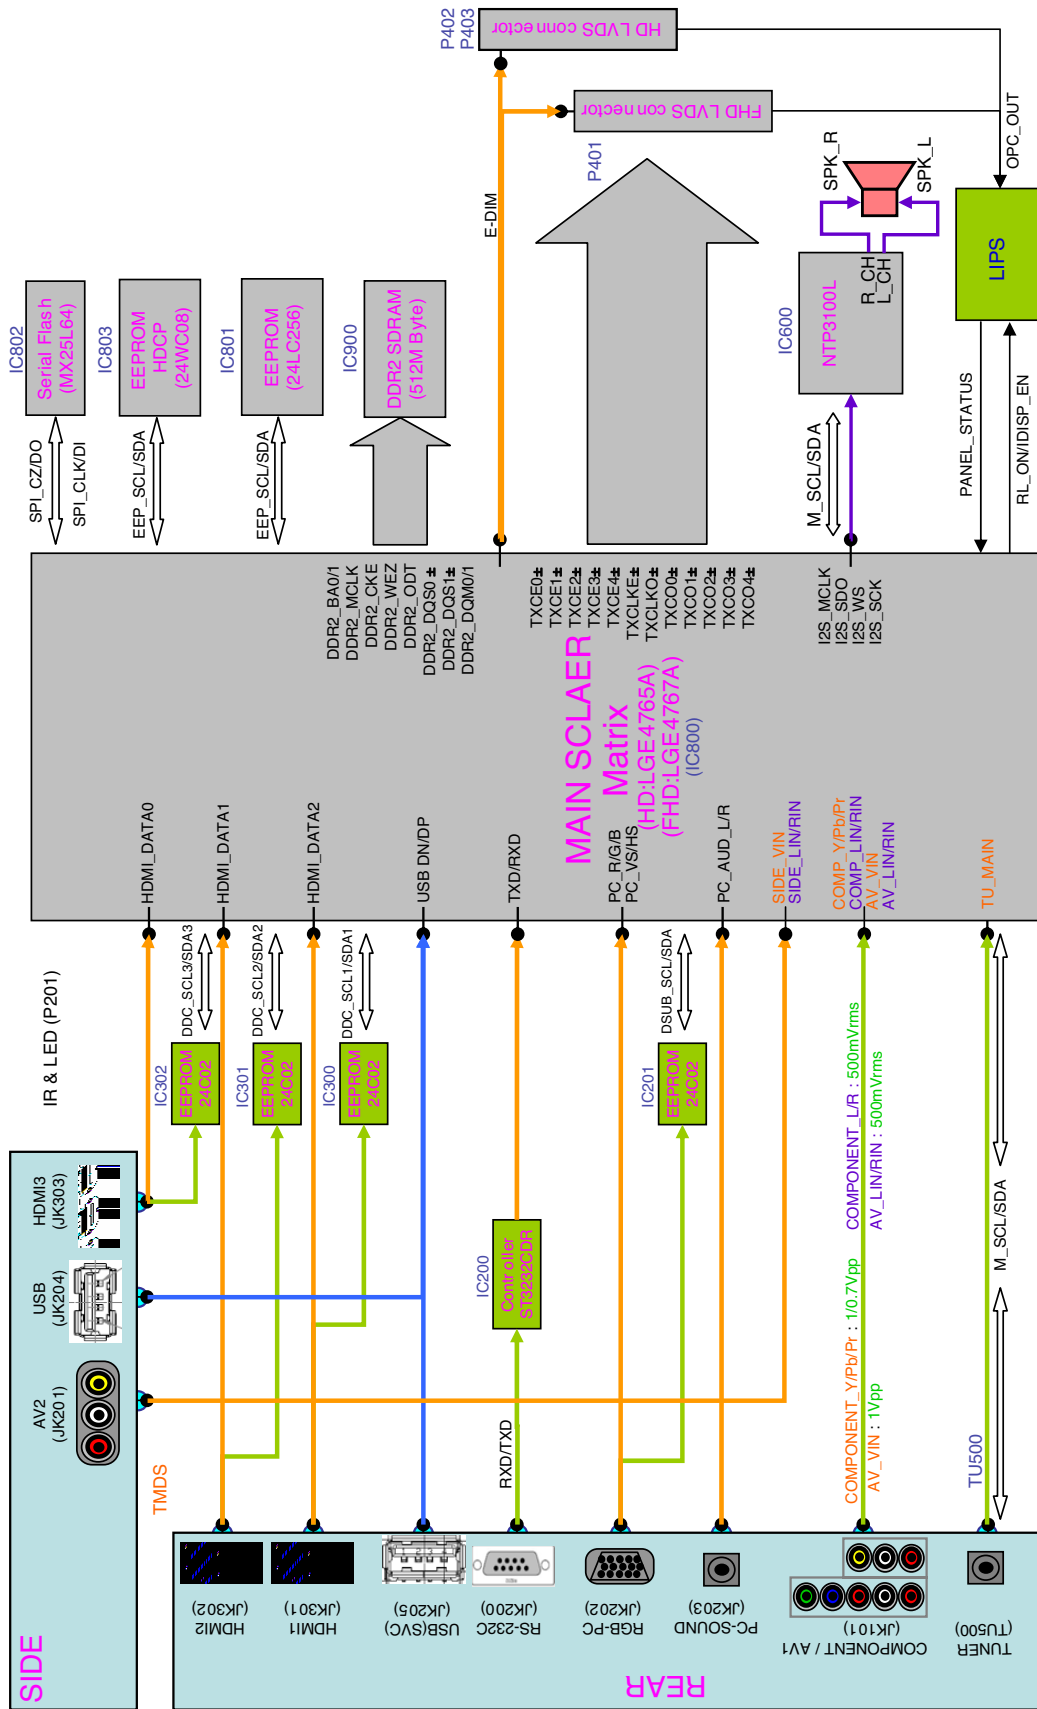 SIDE
AV2
(JK201)
USB
(JK204)
HDMI3
(JK303)
IR & LED (P201)
TMDS
REAR
HDMI2
(JK302)
HDMI1
(JK301)
USB(SVC)
(JK205)
RS-232C
(JK200)
RGB-PC
(JK202)
PC-SOUND
(JK203)
COMPONENT / AV1
(JK101)
TUNER
(TU500)
IC302
EEPROM
24C02
DDC_SCL3/SDA3
IC301
EEPROM
24C02
DDC_SCL2/SDA2
IC300
EEPROM
24C02
DDC_SCL1/SDA1
RXD/TXD
IC200
Controller
ST3232CDR
IC201
EEPROM
24C02
DSUB_SCL/SDA
COMPONENT_Y/Pb/Pr : 1/0.7Vpp
AV_VIN : 1Vpp
COMPONENT_L/R : 500mVrms
AV_LIN/RIN : 500mVrms
TU500
M_SCL/SDA
HDMI_DATA0
HDMI_DATA1
HDMI_DATA2
USB DN/DP
TXD/RXD
PC_R/G/B
PC_VS/HS
PC_AUD_L/R
SIDE_VIN
SIDE_LIN/RIN
COMP_Y/Pb/Pr
COMP_LIN/RIN
AV_VIN
AV_LIN/RIN
TU_MAIN
MAIN SCLAER
Matrix
(HD:LGE4765A)
(FHD:LGE4767A)
(IC800)
DDR2_BA0/1
DDR2_MCLK
DDR2_CKE
DDR2_WEZ
DDR2_ODT
DDR2_DQS0 ±
DDR2_DQS1±
DDR2_DQM0/1
TXCE0±
TXCE1±
TXCE2±
TXCE3±
TXCE4±
TXCLKE±
TXCLKO±
TXCO0±
TXCO1±
TXCO2±
TXCO3±
TXCO4±
I2S_MCLK
I2S_SDO
I2S_WS
I2S_SCK
SPI_CZ/DO
SPI_CLK/DI
IC802
Serial Flash
(MX25L64)
EEP_SCL/SDA
IC803
EEPROM
HDCP
(24WC08)
EEP_SCL/SDA
IC801
EEPROM
(24LC256)
IC900
DDR2 SDRAM
(512M Byte)
E-DIM
P402
P403
HD LVDS connector
FHD LVDS connector
P401
M_SCL/SDA
IC600
NTP3100L
R_CH
L_CH
SPK_R
SPK_L
OPC_OUT
LIPS
PANEL_STATUS
RL_ON/IDISP_EN